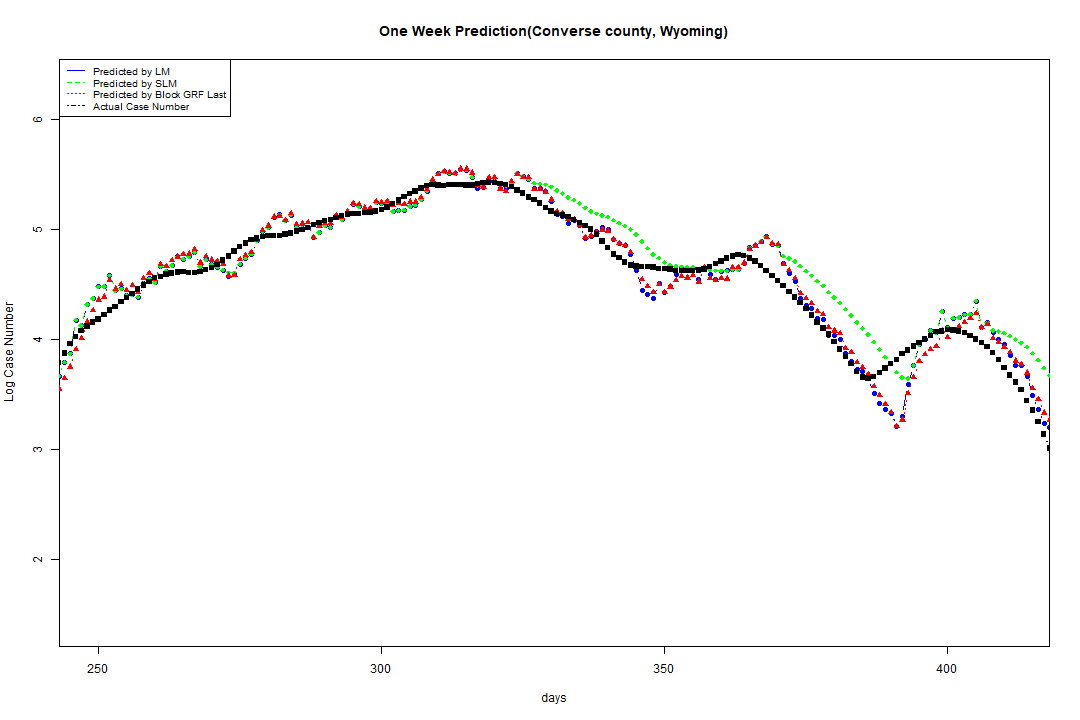 One Week Prediction(Converse county, Wyoming)
Predicted by LM
Predicted by SLM
Predicted by Block GRF Last
Actual Case Number
6
5
4
3
2
Log Case Number
250 300 350 400
days